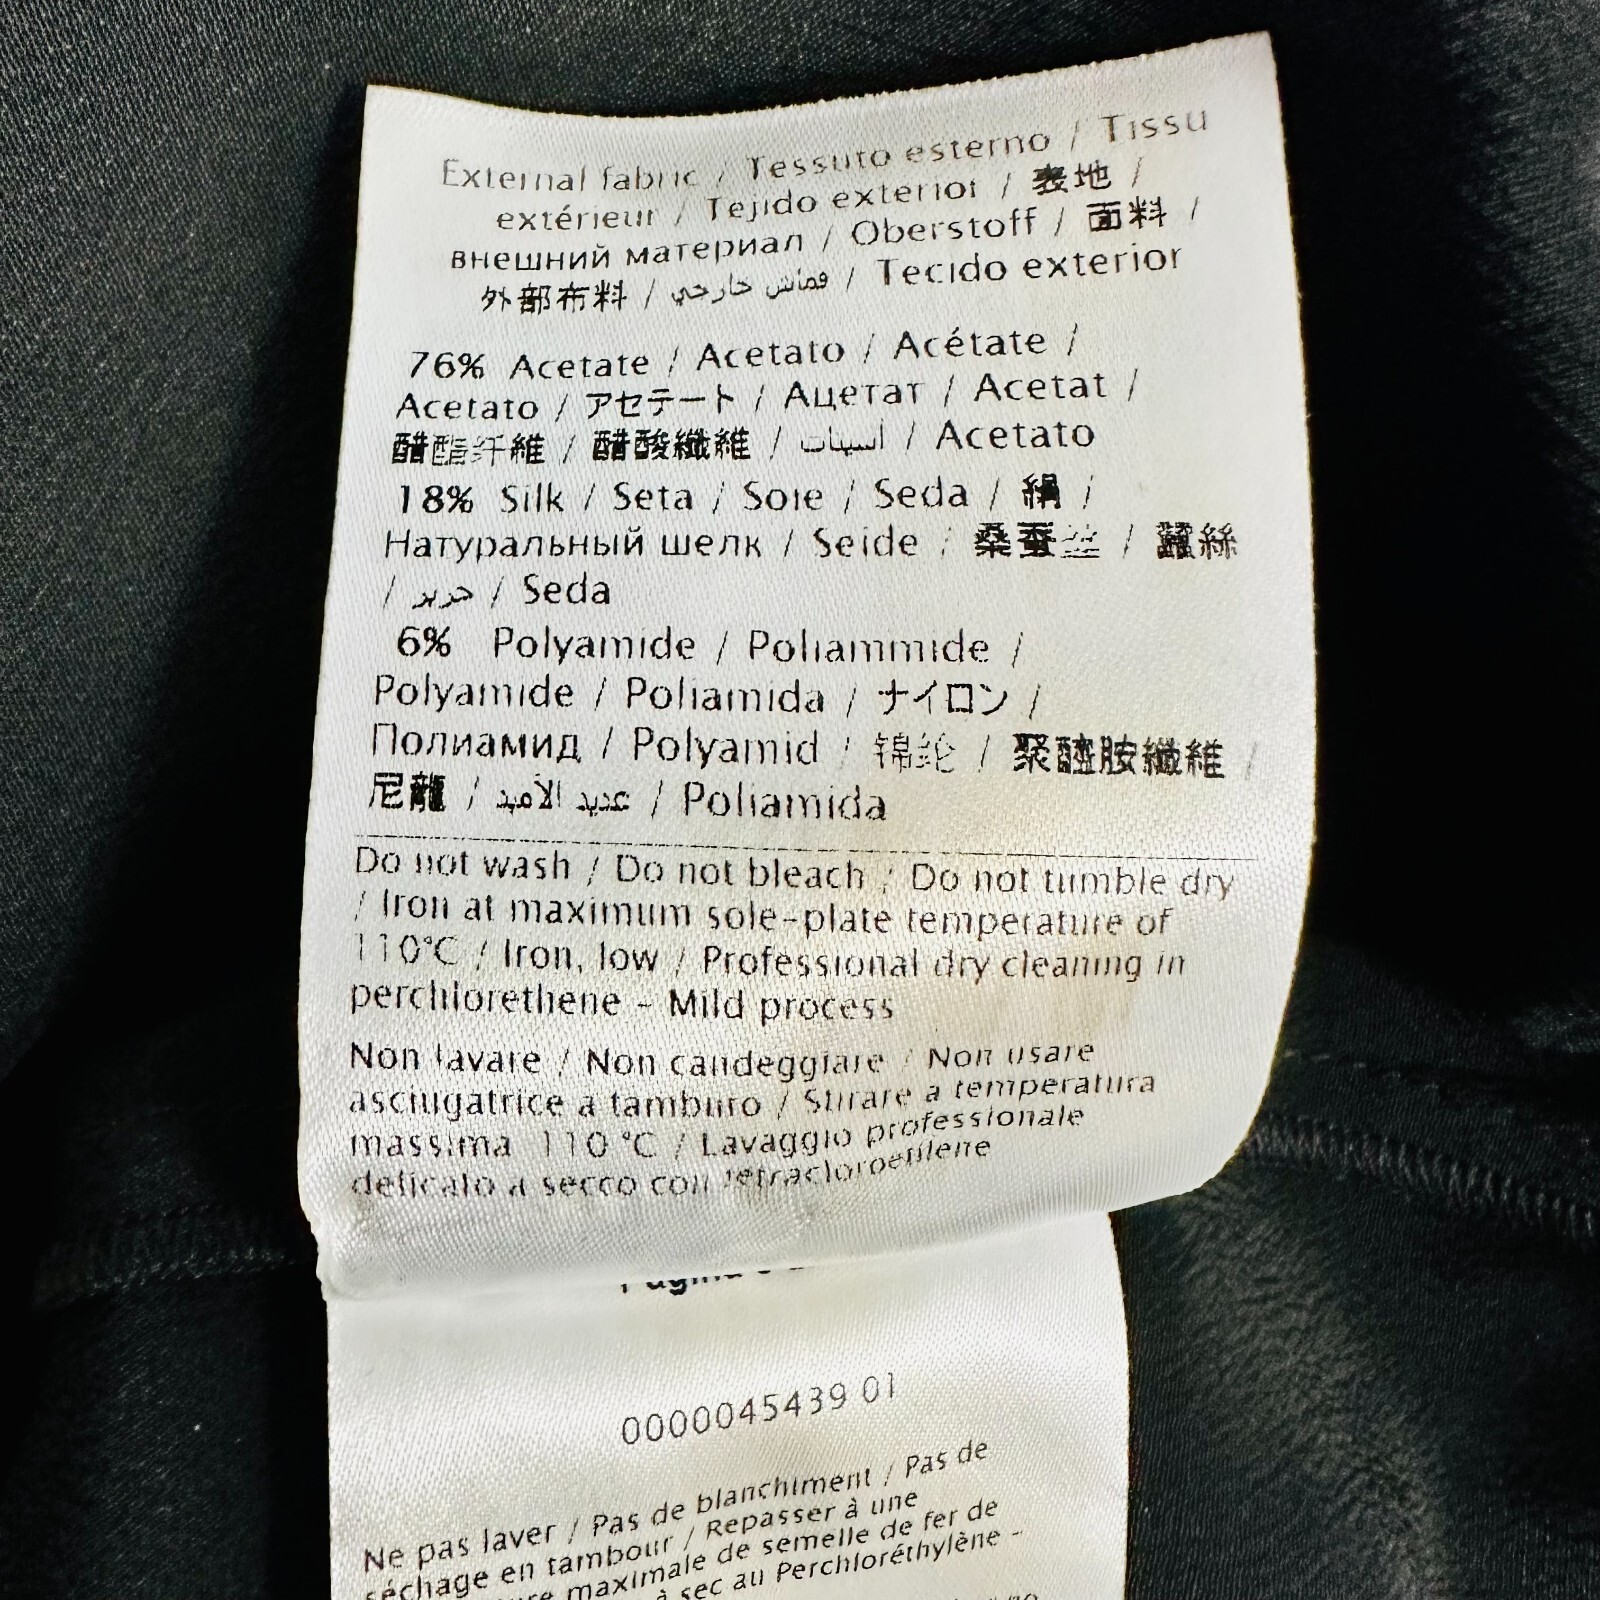 External fabric / Tessuto esterno / Tissu
extérieur / Tejido exterior / 表地 /
внешний материал / Oberstoff / 面料 /
外部布料 / قماش خارجي / Tecido exterior
76% Acetate / Acetato / Acétate /
Acetato / アセテート / Ацетат / Acetat /
醋酯纤維 / 醋酸纖維 / أسيتات / Acetato
18% Silk / Seta / Soie / Seda / 絹 /
Натуральный шелк / Seide / 桑蚕丝 / 蠶絲
/ حرير / Seda
6% Polyamide / Poliammide /
Polyamide / Poliamida / ナイロン /
Полиамид / Polyamid / 锦纶 / 聚醯胺纖維 /
尼龍 / عديد الأميد / Poliamida
Do not wash / Do not bleach / Do not tumble dry
/ Iron at maximum sole-plate temperature of
110°C / Iron, low / Professional dry cleaning in
perchlorethene - Mild process
Non lavare / Non candeggiare / Non usare
asciugatrice a tamburo / Stirare a temperatura
massima 110 °C / Lavaggio professionale
delicato a secco con tetracloroetilene
Pagina
0000045439 01
Ne pas laver / Pas de blanchiment / Pas de
séchage en tambour / Repasser à une
maximale de semelle de fer de
à sec au Perchloréthylène -